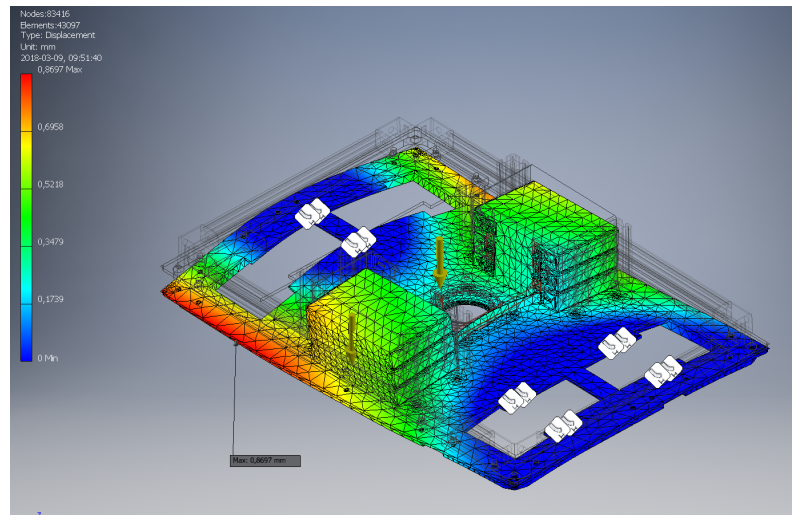 Nodes:83416
Elements:43097
Type: Displacement
Unit: mm
2018-03-09, 09:51:40
0,8697 Max
0,6958
0,5218
0,3479
0,1739
0 Min
Max: 0,8697 mm
Z